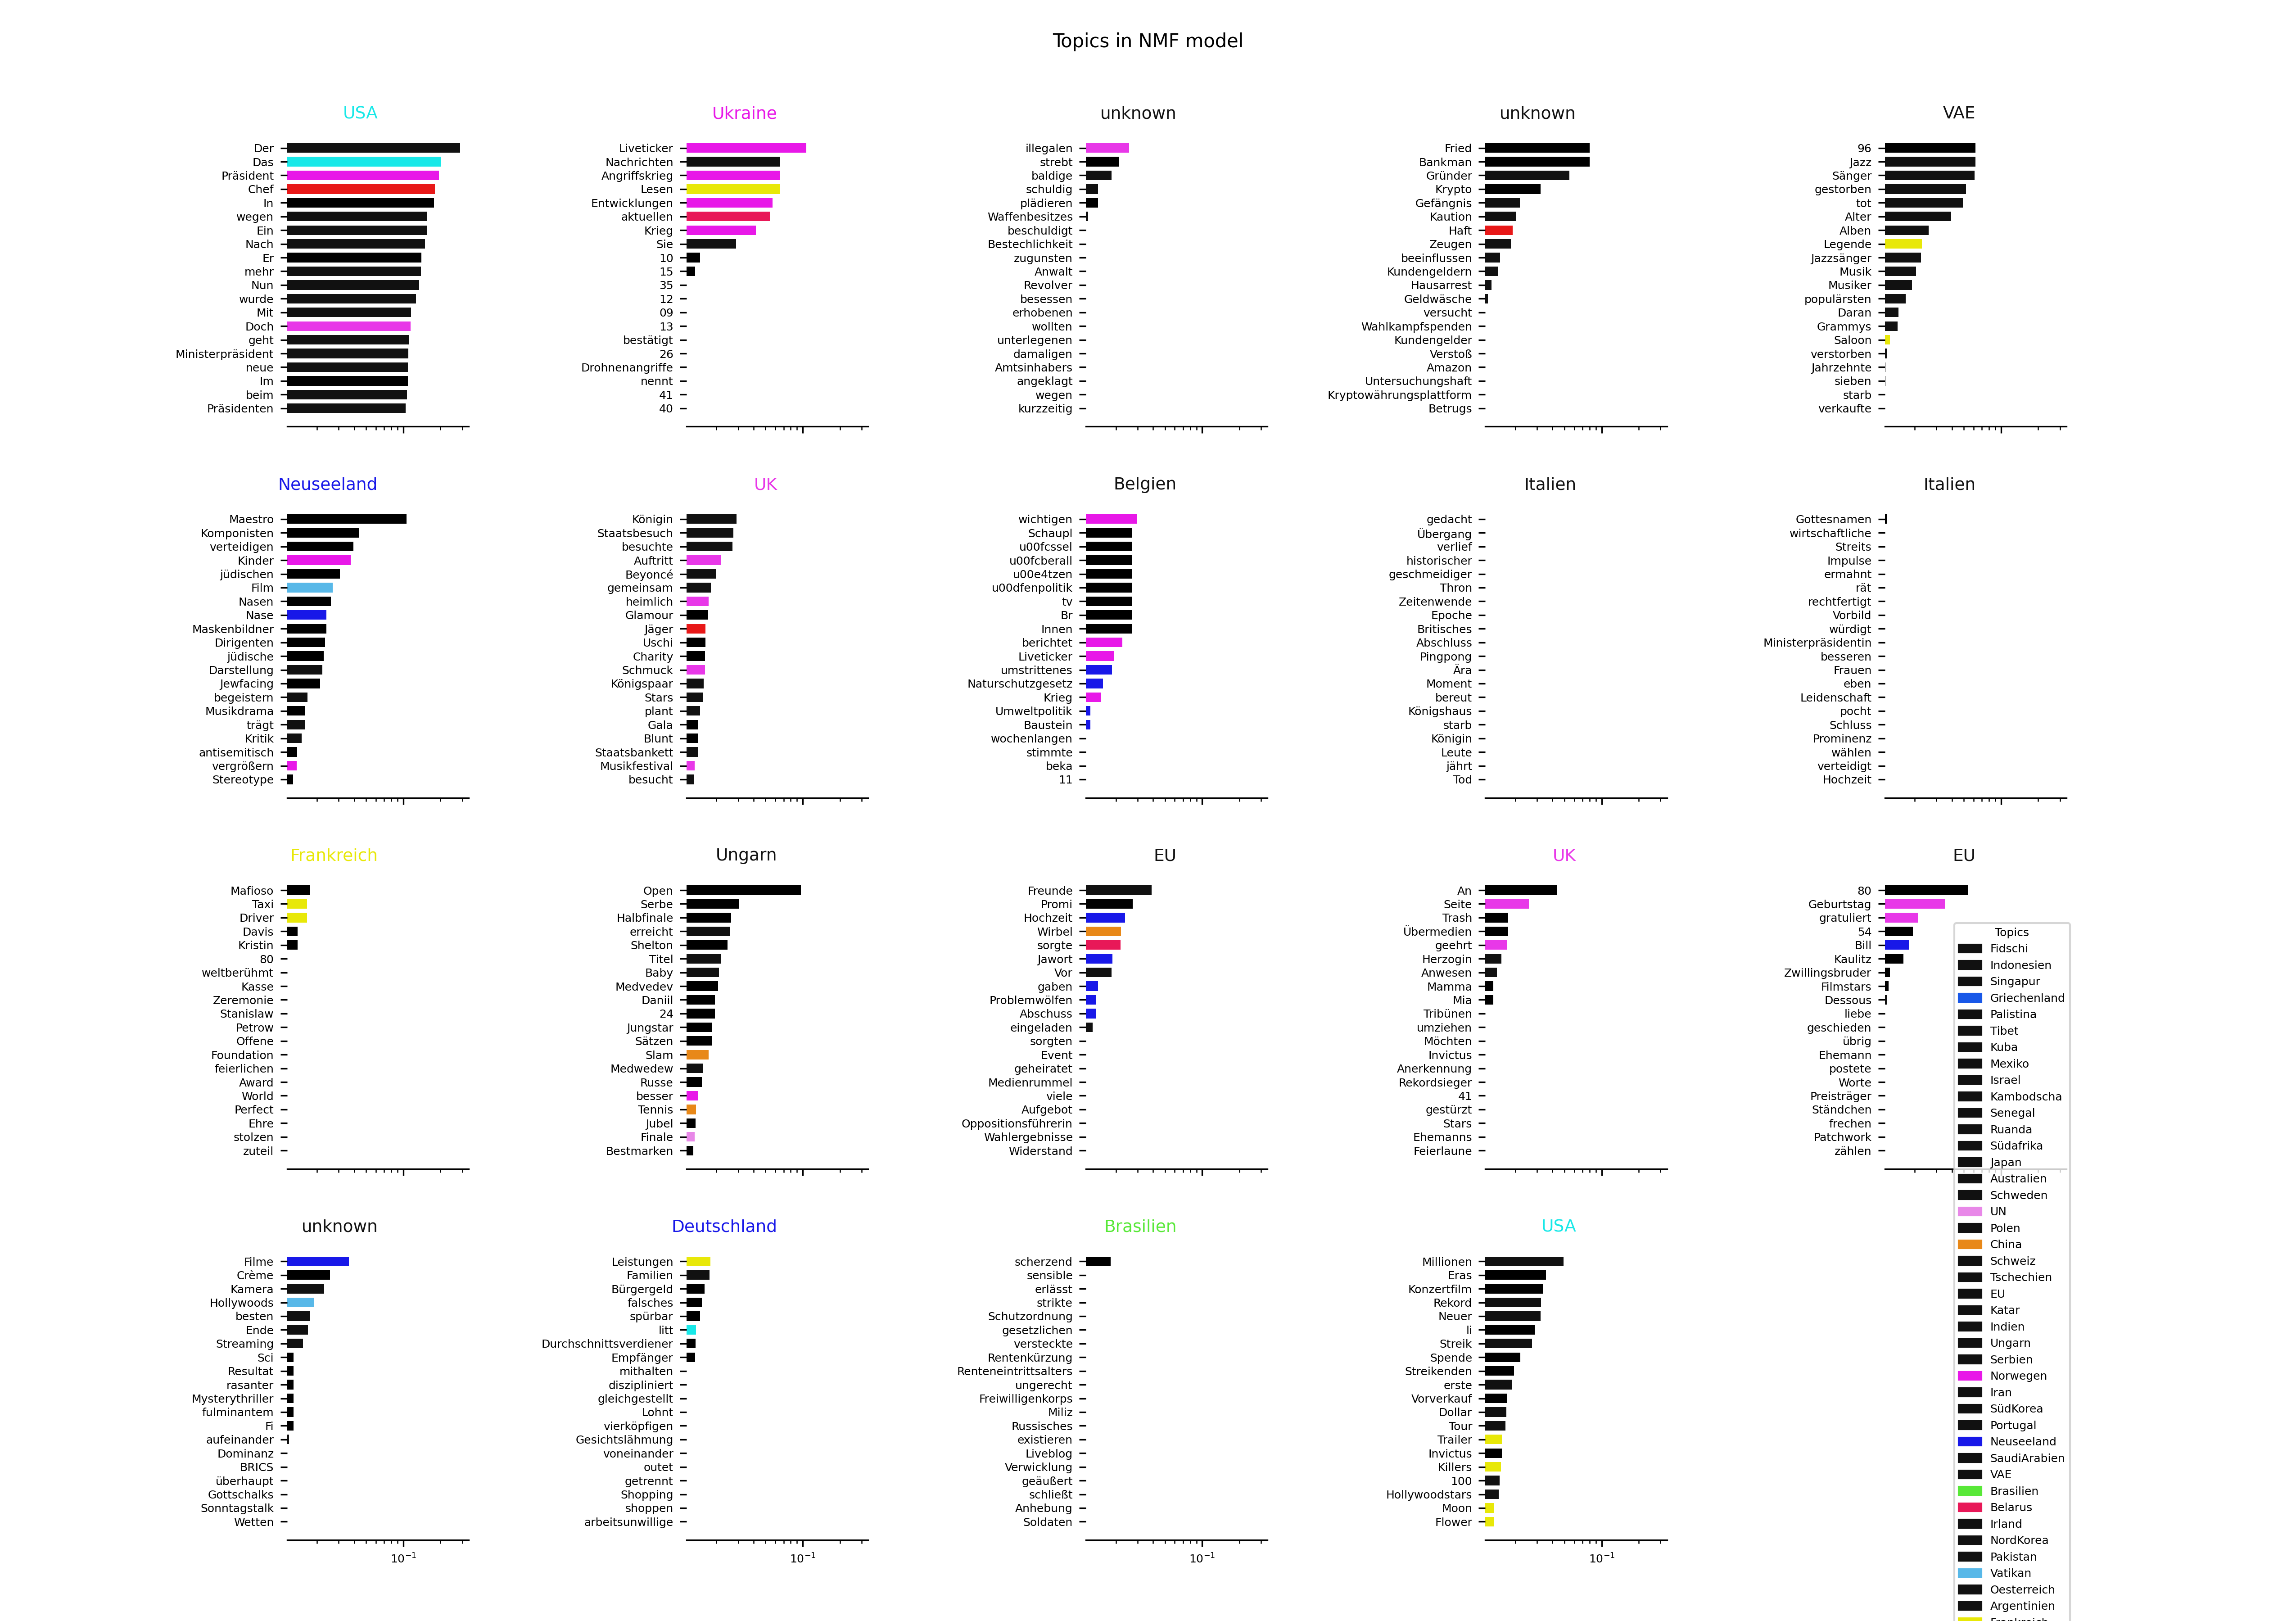 Topics in NMF model
USA
Der
Das
Präsident
Chef
In
wegen
Ein
Nach
Er
mehr
Nun
wurde
Mit
Doch
geht
Ministerpräsident
neue
Im
beim
Präsidenten
Ukraine
Liveticker
Nachrichten
Angriffskrieg
Lesen
Entwicklungen
aktuellen
Krieg
Sie
10
15
35
12
09
13
bestätigt
26
Drohnenangriffe
nennt
41
40
unknown
illegalen
strebt
baldige
schuldig
plädieren
Waffenbesitzes
beschuldigt
Bestechlichkeit
zugunsten
Anwalt
Revolver
besessen
erhobenen
wollten
unterlegenen
damaligen
Amtsinhabers
angeklagt
wegen
kurzzeitig
unknown
Fried
Bankman
Gründer
Krypto
Gefängnis
Kaution
Haft
Zeugen
beeinflussen
Kundengeldern
Hausarrest
Geldwäsche
versucht
Wahlkampfspenden
Kundengelder
Verstoß
Amazon
Untersuchungshaft
Kryptowährungsplattform
Betrugs
VAE
96
Jazz
Sänger
gestorben
tot
Alter
Alben
Legende
Jazzsänger
Musik
Musiker
populärsten
Daran
Grammys
Saloon
verstorben
Jahrzehnte
sieben
starb
verkaufte
Neuseeland
Maestro
Komponisten
verteidigen
Kinder
jüdischen
Film
Nasen
Nase
Maskenbildner
Dirigenten
jüdische
Darstellung
Jewfacing
begeistern
Musikdrama
trägt
Kritik
antisemitisch
vergrößern
Stereotype
UK
Königin
Staatsbesuch
besuchte
Auftritt
Beyoncé
gemeinsam
heimlich
Glamour
Jäger
Uschi
Charity
Schmuck
Königspaar
Stars
plant
Gala
Blunt
Staatsbankett
Musikfestival
besucht
Belgien
wichtigen
Schaupl
u00fcssel
u00fcberall
u00e4tzen
u00dfenpolitik
tv
Br
Innen
berichtet
Liveticker
umstrittenes
Naturschutzgesetz
Krieg
Umweltpolitik
Baustein
wochenlangen
stimmte
beka
11
Italien
gedacht
Übergang
verlief
historischer
geschmeidiger
Thron
Zeitenwende
Epoche
Britisches
Abschluss
Pingpong
Ära
Moment
bereut
Königshaus
starb
Königin
Leute
jährt
Tod
Italien
Gottesnamen
wirtschaftliche
Streits
Impulse
ermahnt
rät
rechtfertigt
Vorbild
würdigt
Ministerpräsidentin
besseren
Frauen
eben
Leidenschaft
pocht
Schluss
Prominenz
wählen
verteidigt
Hochzeit
Frankreich
Mafioso
Taxi
Driver
Davis
Kristin
80
weltberühmt
Kasse
Zeremonie
Stanislaw
Petrow
Offene
Foundation
feierlichen
Award
World
Perfect
Ehre
stolzen
zuteil
Ungarn
Open
Serbe
Halbfinale
erreicht
Shelton
Titel
Baby
Medvedev
Daniil
24
Jungstar
Sätzen
Slam
Medwedew
Russe
besser
Tennis
Jubel
Finale
Bestmarken
EU
Freunde
Promi
Hochzeit
Wirbel
sorgte
Jawort
Vor
gaben
Problemwölfen
Abschuss
eingeladen
sorgten
Event
geheiratet
Medienrummel
viele
Aufgebot
Oppositionsführerin
Wahlergebnisse
Widerstand
UK
An
Seite
Trash
Übermedien
geehrt
Herzogin
Anwesen
Mamma
Mia
Tribünen
umziehen
Möchten
Invictus
Anerkennung
Rekordsieger
41
gestürzt
Stars
Ehemanns
Feierlaune
EU
80
Geburtstag
gratuliert
54
Bill
Kaulitz
Zwillingsbruder
Filmstars
Dessous
liebe
geschieden
übrig
Ehemann
postete
Worte
Preisträger
Ständchen
frechen
Patchwork
zählen
unknown
Filme
Crème
Kamera
Hollywoods
besten
Ende
Streaming
Sci
Resultat
rasanter
Mysterythriller
fulminantem
Fi
aufeinander
Dominanz
BRICS
überhaupt
Gottschalks
Sonntagstalk
Wetten
10⁻¹
Deutschland
Leistungen
Familien
Bürgergeld
falsches
spürbar
litt
Durchschnittsverdiener
Empfänger
mithalten
diszipliniert
gleichgestellt
Lohnt
vierköpfigen
Gesichtslähmung
voneinander
outet
getrennt
Shopping
shoppen
arbeitsunwillige
10⁻¹
Brasilien
scherzend
sensible
erlässt
strikte
Schutzordnung
gesetzlichen
versteckte
Rentenkürzung
Renteneintrittsalters
ungerecht
Freiwilligenkorps
Miliz
Russisches
existieren
Liveblog
Verwicklung
geäußert
schließt
Anhebung
Soldaten
10⁻¹
USA
Millionen
Eras
Konzertfilm
Rekord
Neuer
li
Streik
Spende
Streikenden
erste
Vorverkauf
Dollar
Tour
Trailer
Invictus
Killers
100
Hollywoodstars
Moon
Flower
10⁻¹
Topics
Fidschi
Indonesien
Singapur
Griechenland
Palistina
Tibet
Kuba
Mexiko
Israel
Kambodscha
Senegal
Ruanda
Südafrika
Japan
Australien
Schweden
UN
Polen
China
Schweiz
Tschechien
EU
Katar
Indien
Ungarn
Serbien
Norwegen
Iran
SüdKorea
Portugal
Neuseeland
SaudiArabien
VAE
Brasilien
Belarus
Irland
NordKorea
Pakistan
Vatikan
Oesterreich
Argentinien